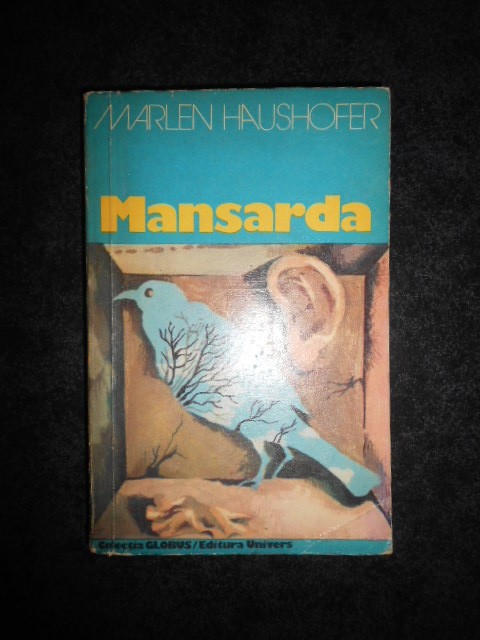 MARLEN HAUSHOFER
Mansarda
Colecția GLOBUS/Editura Univers